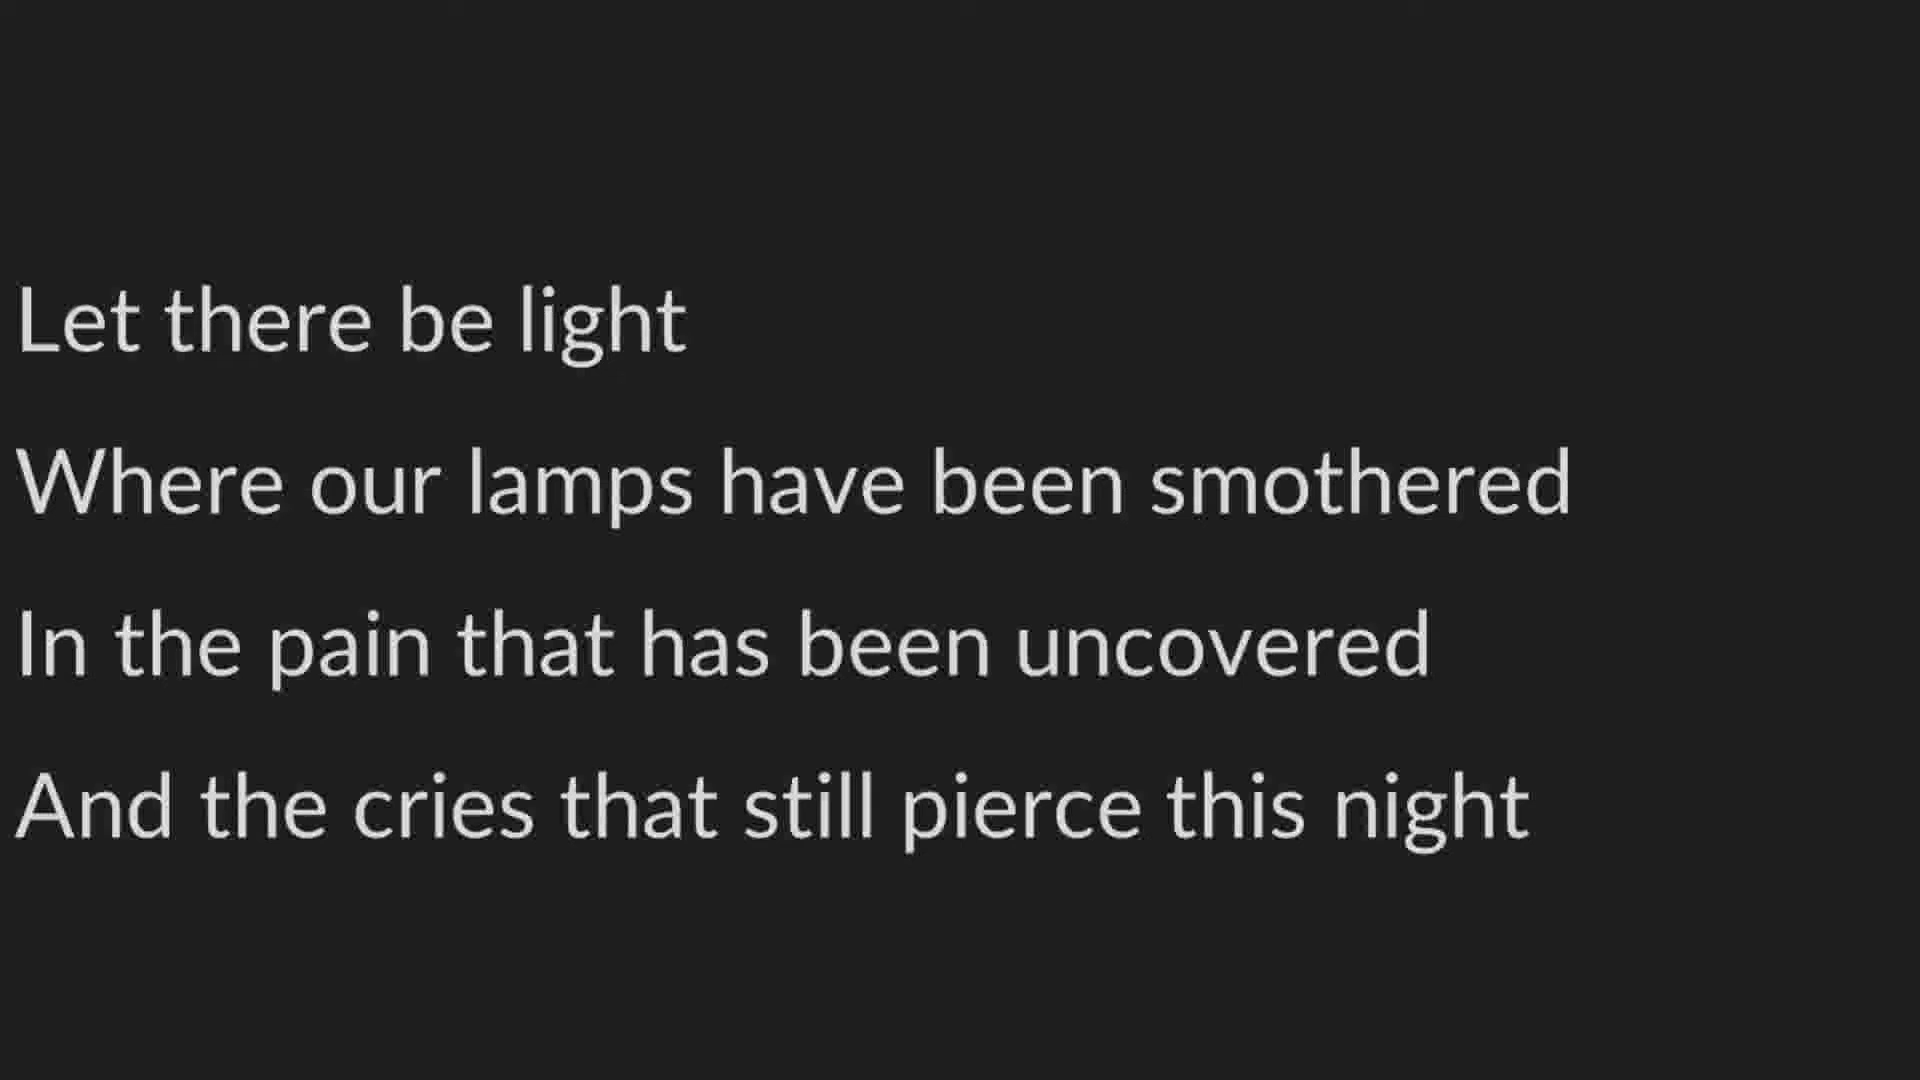 Let there be light
Where our lamps have been smothered
In the pain that has been uncovered
And the cries that still pierce this night